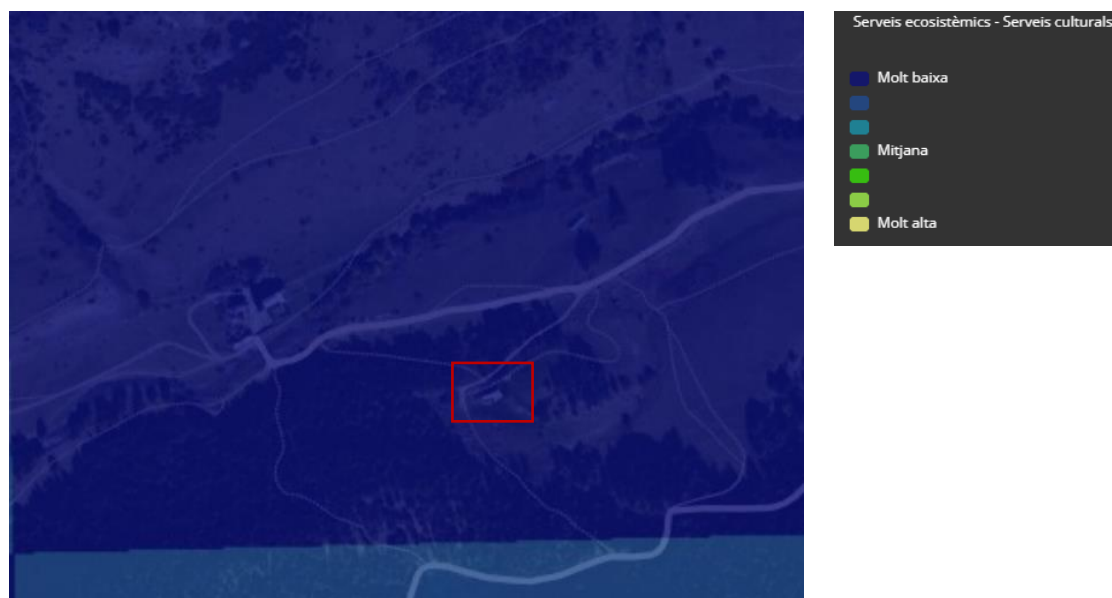 Serveis ecosistèmics - Serveis culturals
Molt baixa
Mitjana
Molt alta